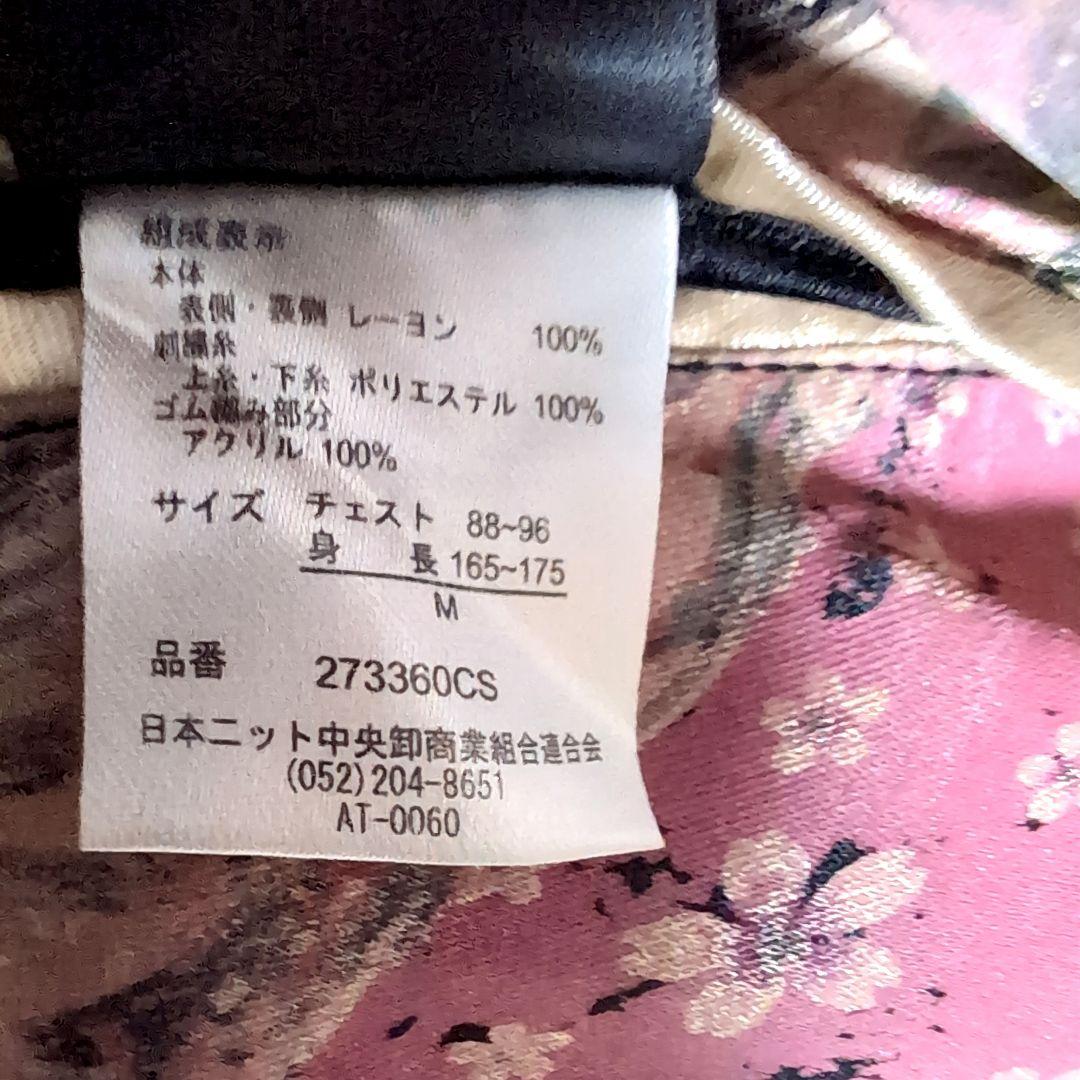 組成表示
本体
表側・裏側 レーヨン 100%
刺繍糸
上糸・下糸 ポリエステル 100%
ゴム編み部分
アクリル 100%
サイズ チェスト 88~96
身 長 165~175
M
品番 273360CS
日本ニット中央卸商業組合連合会
(052)204-8651
AT-0060